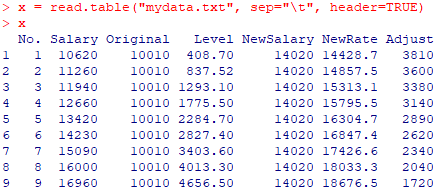 > x = read.table("mydata.txt", sep="\t", header=TRUE)
> x
No. Salary Original Level NewSalary NewRate Adjust
1 1 10620 10010 408.70 14020 14428.7 3810
2 2 11260 10010 837.52 14020 14857.5 3600
3 3 11940 10010 1293.10 14020 15313.1 3380
4 4 12660 10010 1775.50 14020 15795.5 3140
5 5 13420 10010 2284.70 14020 16304.7 2890
6 6 14230 10010 2827.40 14020 16847.4 2620
7 7 15090 10010 3403.60 14020 17426.6 2340
8 8 16000 10010 4013.30 14020 18033.3 2040
9 9 16960 10010 4656.50 14020 18676.5 1720